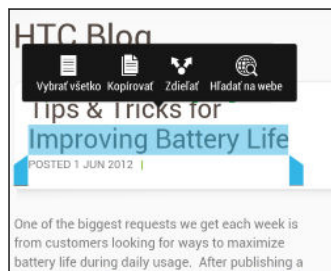 HTC Blog
Vybrať všetko Kopírovať Zdieľať Hľadať na webe
Tips & Tricks for
Improving Battery Life
POSTED 1 JUN 2012 |
One of the biggest requests we get each week is
from customers looking for ways to maximize
battery life during daily usage. After publishing a